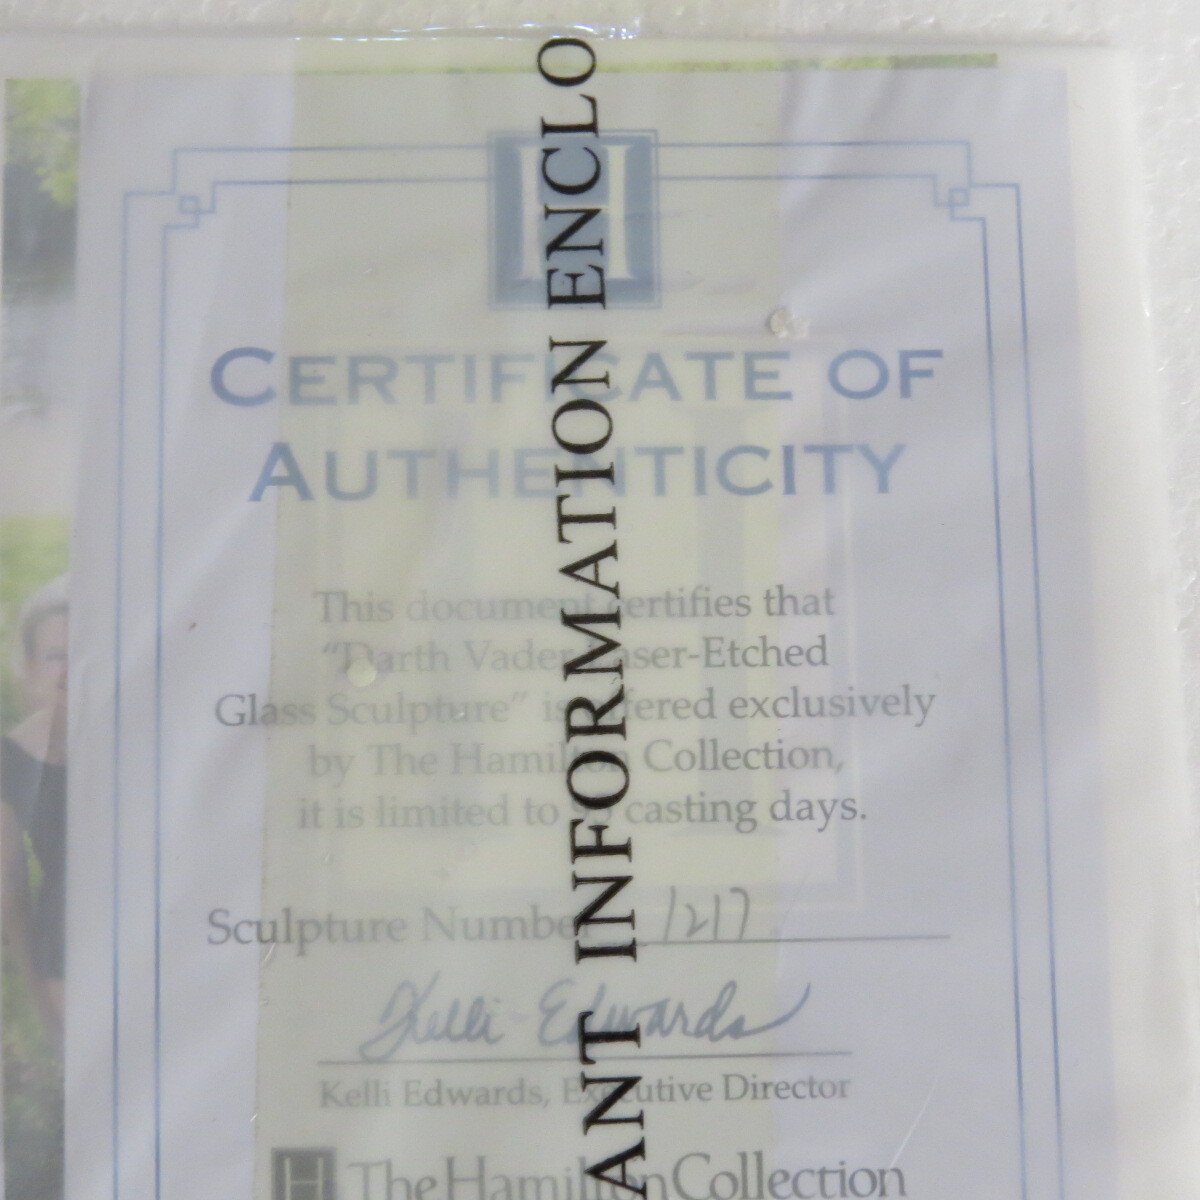 H
CERTIFICATE OF
AUTHENTICITY
This document certifies that
"Darth Vader Laser-Etched
Glass Sculpture" is offered exclusively
by The Hamilton Collection,
it is limited to 95 casting days.
Sculpture Number 1217
Kelli Edwards
Kelli Edwards, Executive Director
H The Hamilton Collection
ANT INFORMATION ENCLO